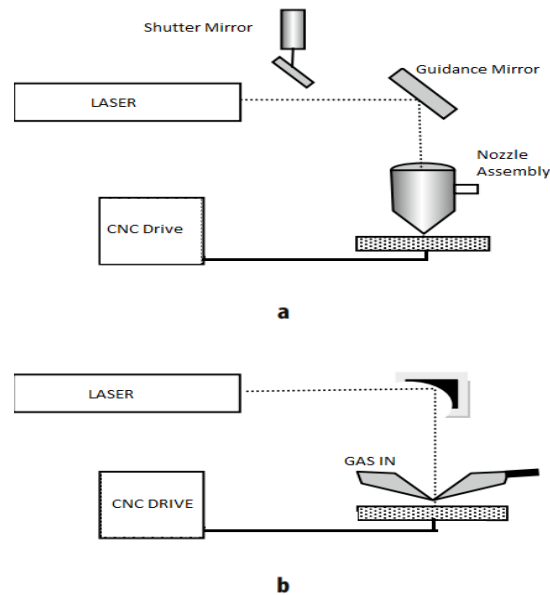 Shutter Mirror
Guidance Mirror
LASER
Nozzle
Assembly
CNC Drive
a
LASER
GAS IN
CNC DRIVE
b